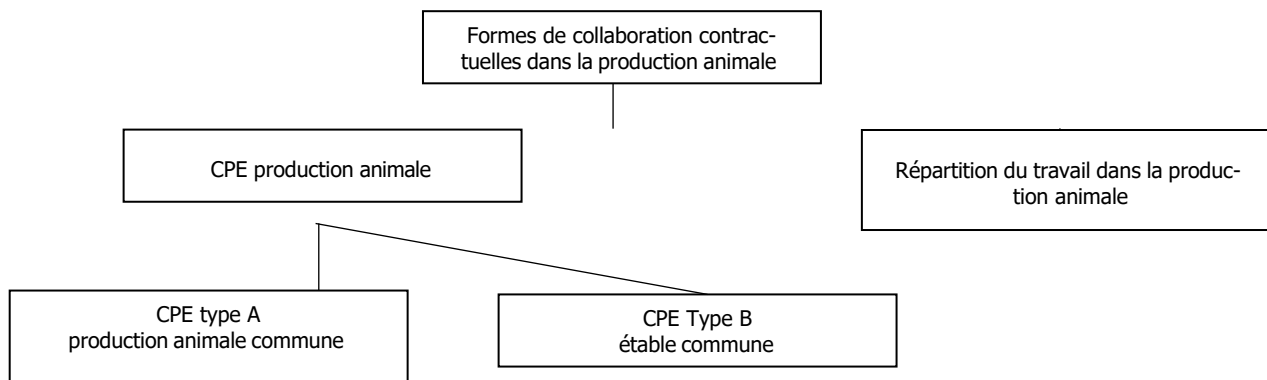 Formes de collaboration contrac-
tuelles dans la production animale
CPE production animale
Répartition du travail dans la produc-
tion animale
CPE type A
production animale commune
CPE Type B
étable commune